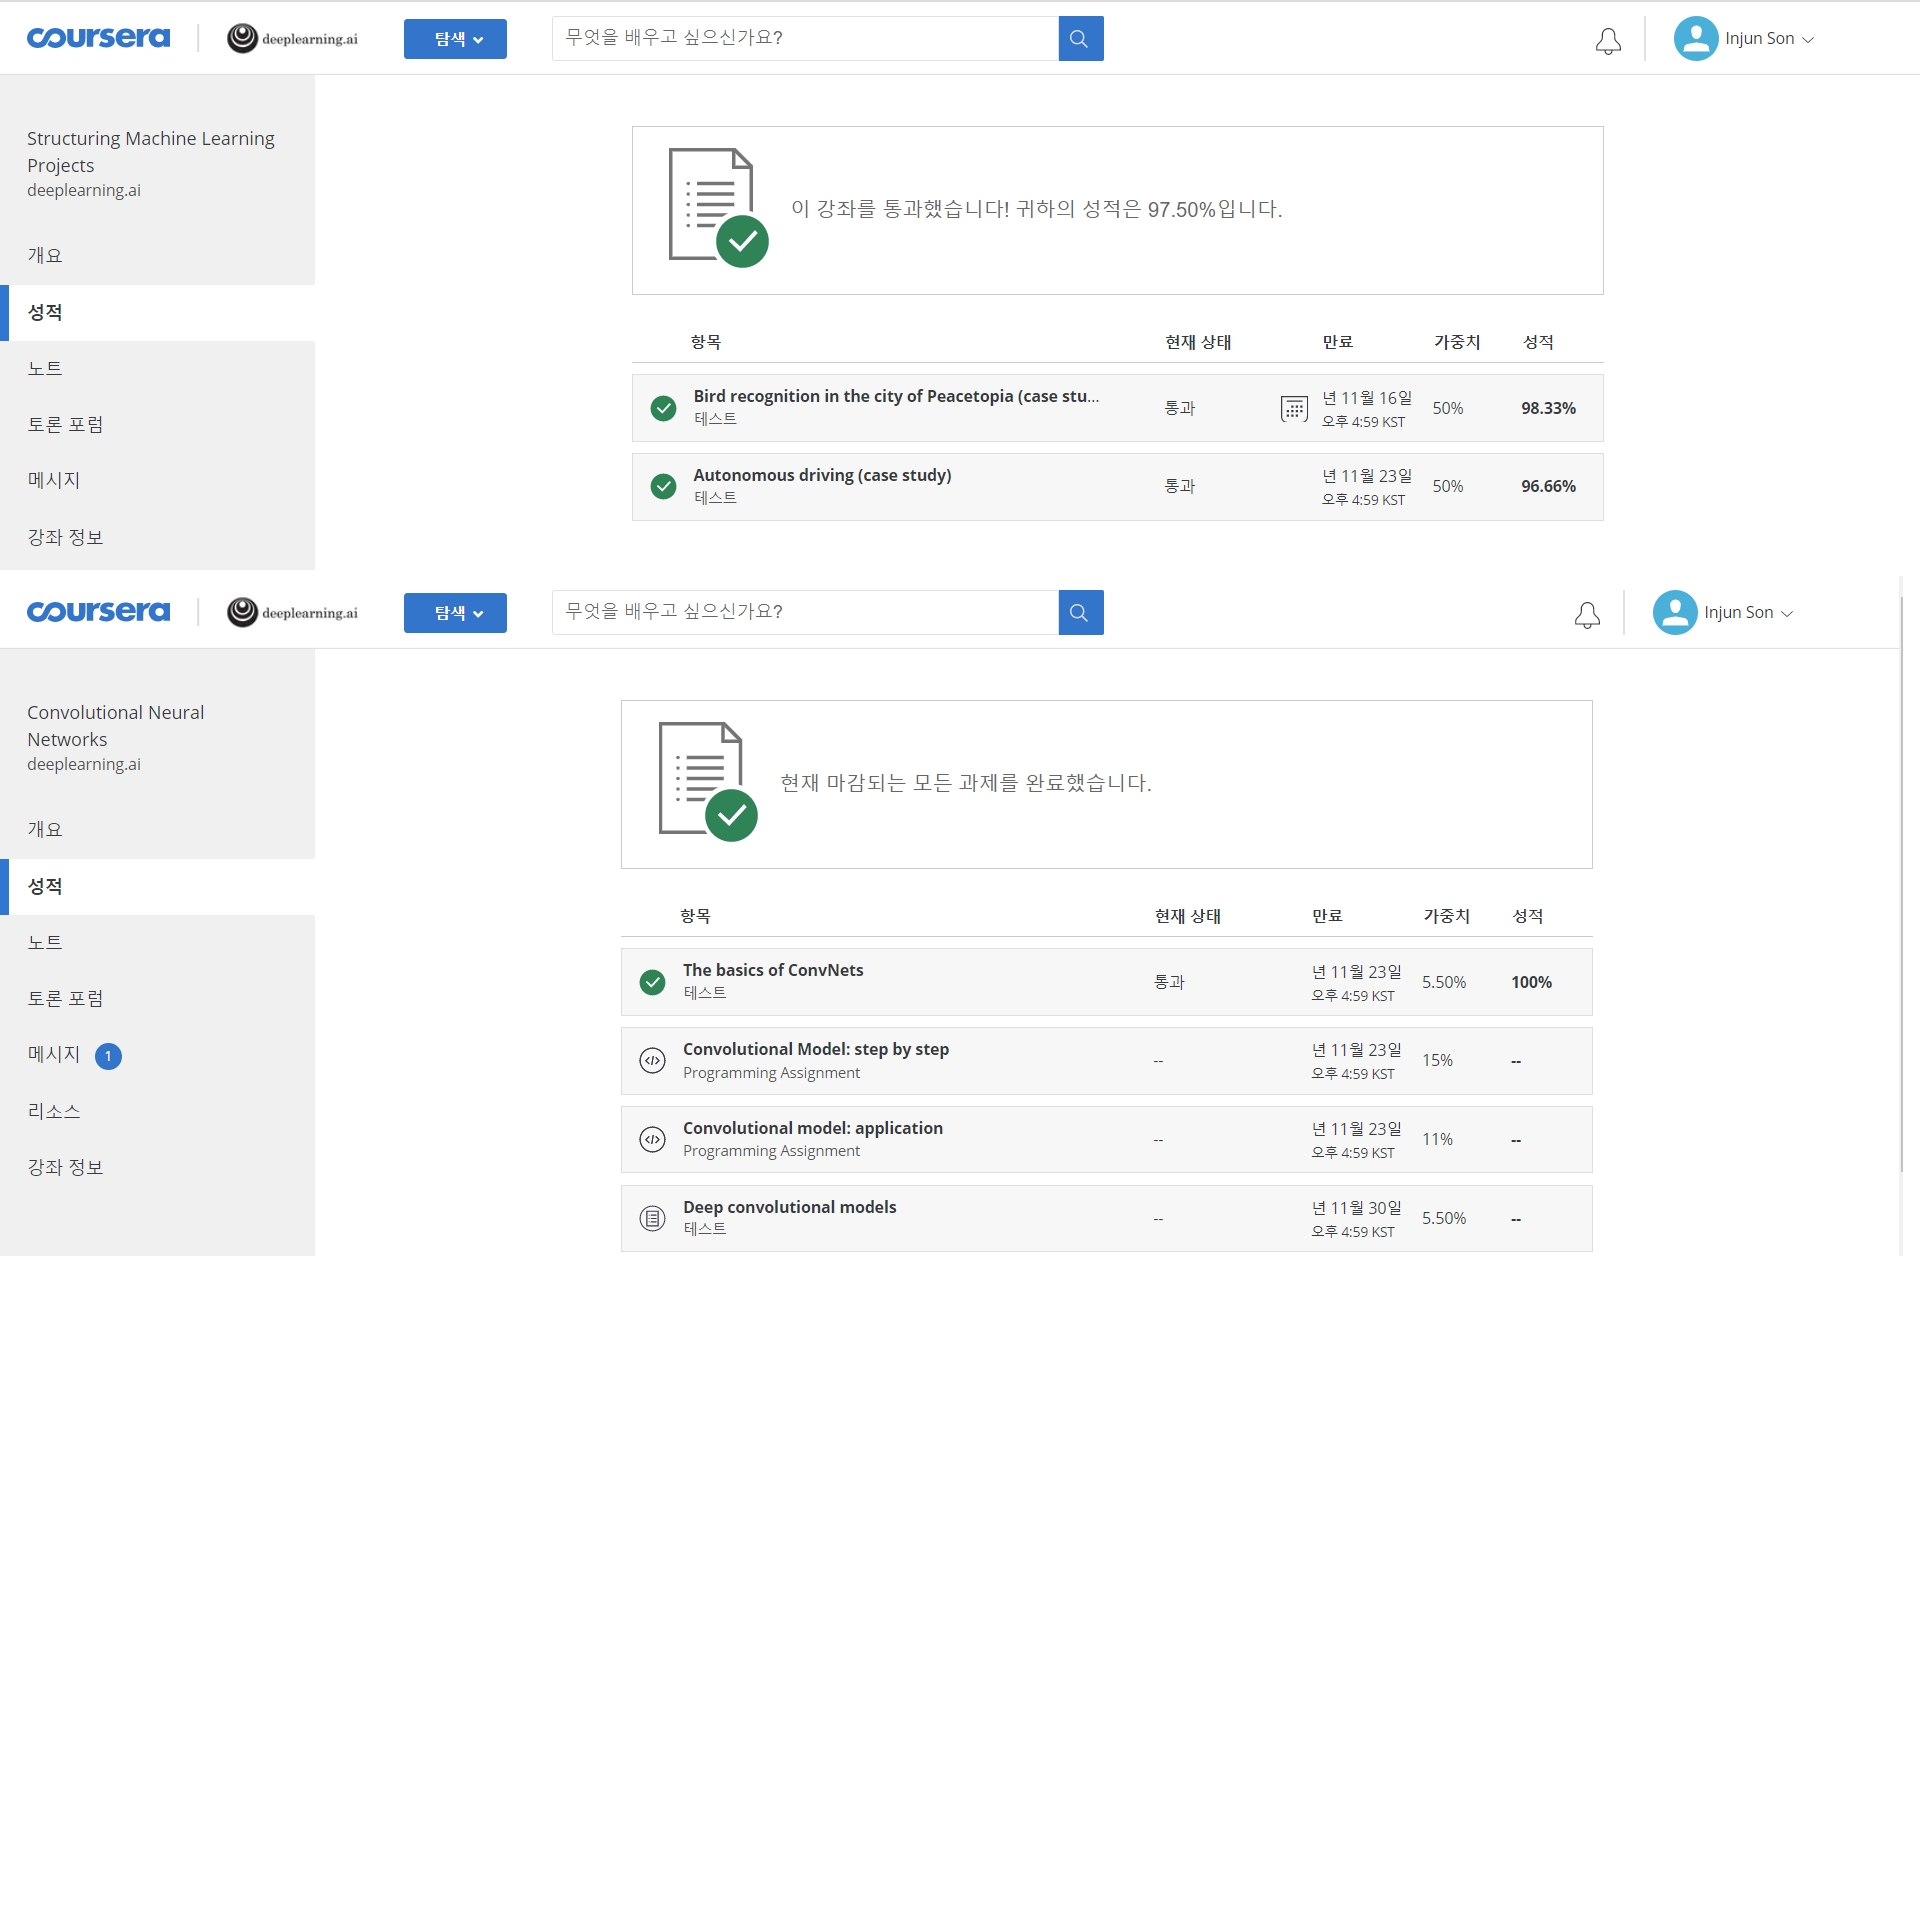 coursera deeplearning.ai 탐색 무엇을 배우고 싶으신가요? Injun Son
Structuring Machine Learning
Projects
deeplearning.ai
개요
성적
노트
토론 포럼
메시지
강좌 정보
이 강좌를 통과했습니다! 귀하의 성적은 97.50%입니다.
항목 현재 상태 만료 가중치 성적
Bird recognition in the city of Peacetopia (case stu...
테스트
통과
년 11월 16일
오후 4:59 KST
50%
98.33%
Autonomous driving (case study)
테스트
통과
년 11월 23일
오후 4:59 KST
50%
96.66%
coursera deeplearning.ai 탐색 무엇을 배우고 싶으신가요? Injun Son
Convolutional Neural
Networks
deeplearning.ai
개요
성적
노트
토론 포럼
메시지 1
리소스
강좌 정보
현재 마감되는 모든 과제를 완료했습니다.
항목 현재 상태 만료 가중치 성적
The basics of ConvNets
테스트
통과
년 11월 23일
오후 4:59 KST
5.50%
100%
Convolutional Model: step by step
Programming Assignment
--
년 11월 23일
오후 4:59 KST
15%
--
Convolutional model: application
Programming Assignment
--
년 11월 23일
오후 4:59 KST
11%
--
Deep convolutional models
테스트
--
년 11월 30일
오후 4:59 KST
5.50%
--